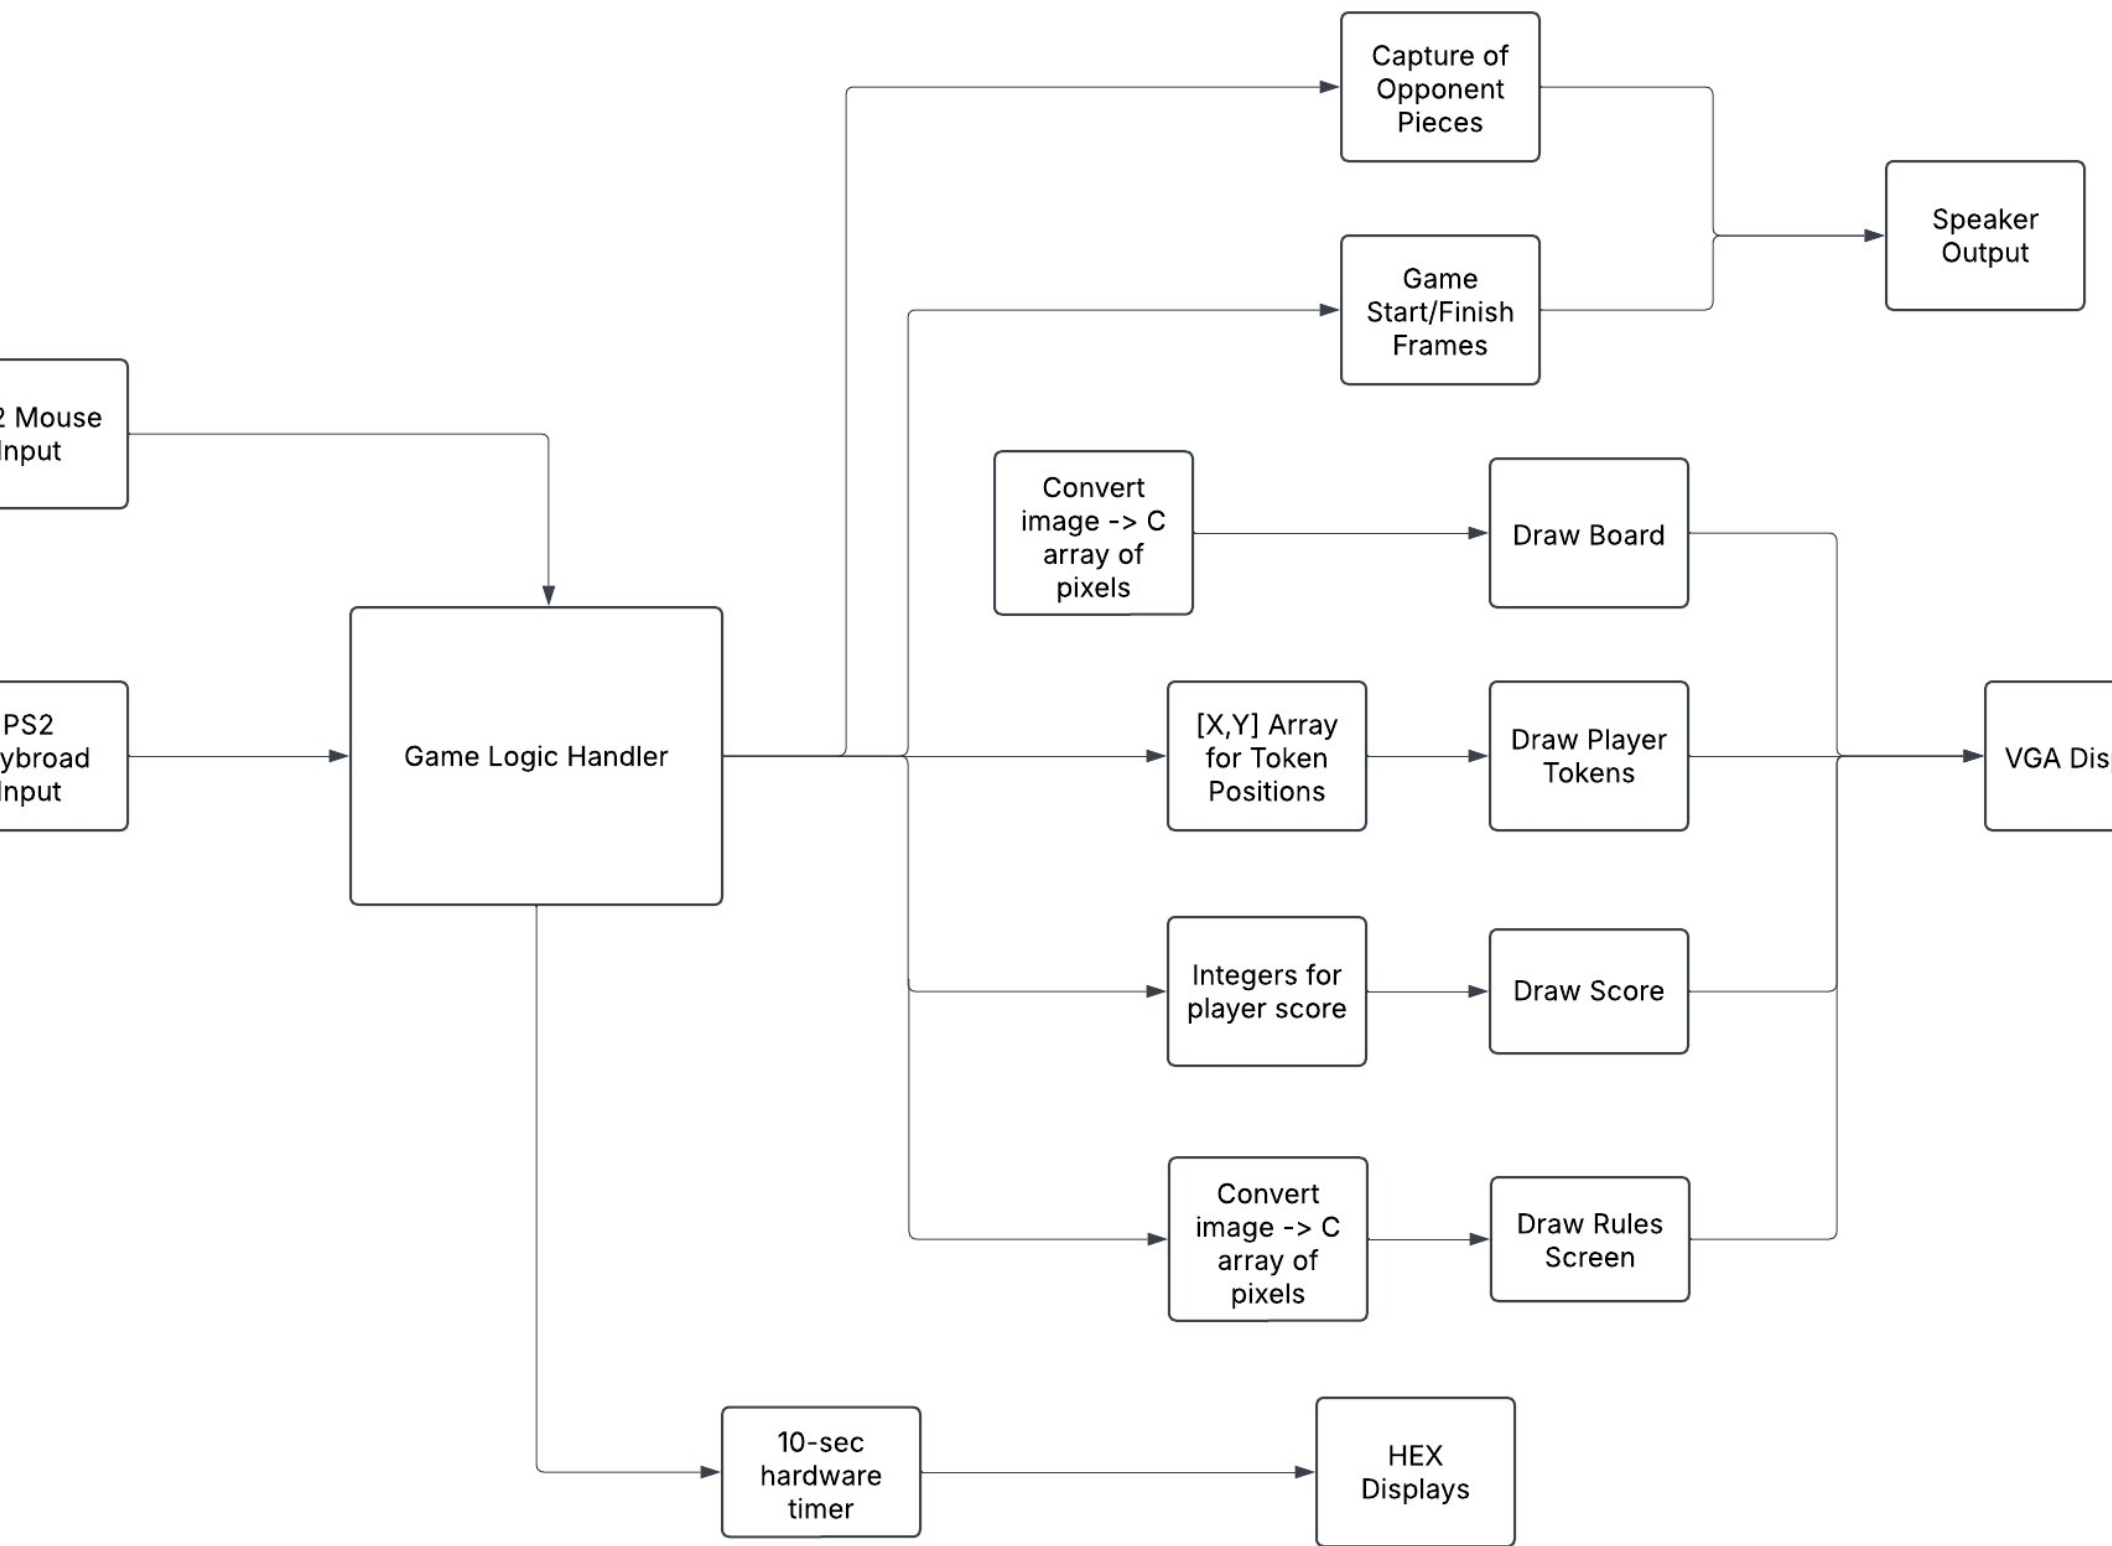 Capture of
Opponent
Pieces
Speaker
Output
Game
Start/Finish
Frames
2 Mouse
Input
Convert
image -> C
array of
pixels
Draw Board
PS2
ybroad
Input
Game Logic Handler
[X,Y] Array
for Token
Positions
Draw Player
Tokens
VGA Dis
Integers for
player score
Draw Score
Convert
image -> C
array of
pixels
Draw Rules
Screen
10-sec
hardware
timer
HEX
Displays